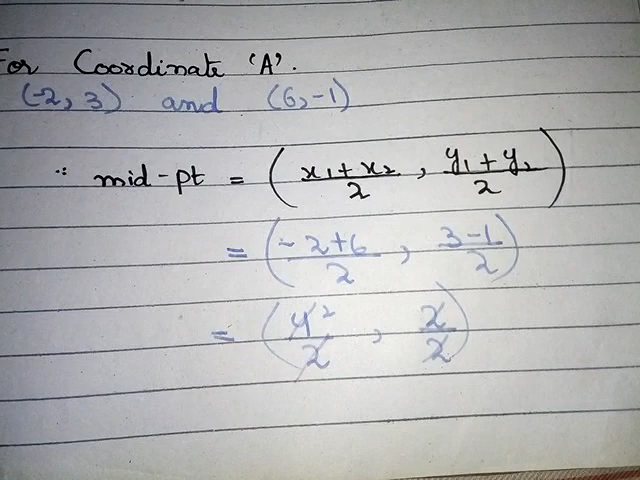 For Coordinate 'A'.
(-2, 3) and (6, -1)
∵ mid-pt = (x₁+x₂/2 , y₁+y₂/2)
= (-2+6/2 , 3-1/2)
= (4²/2 , 2/2)